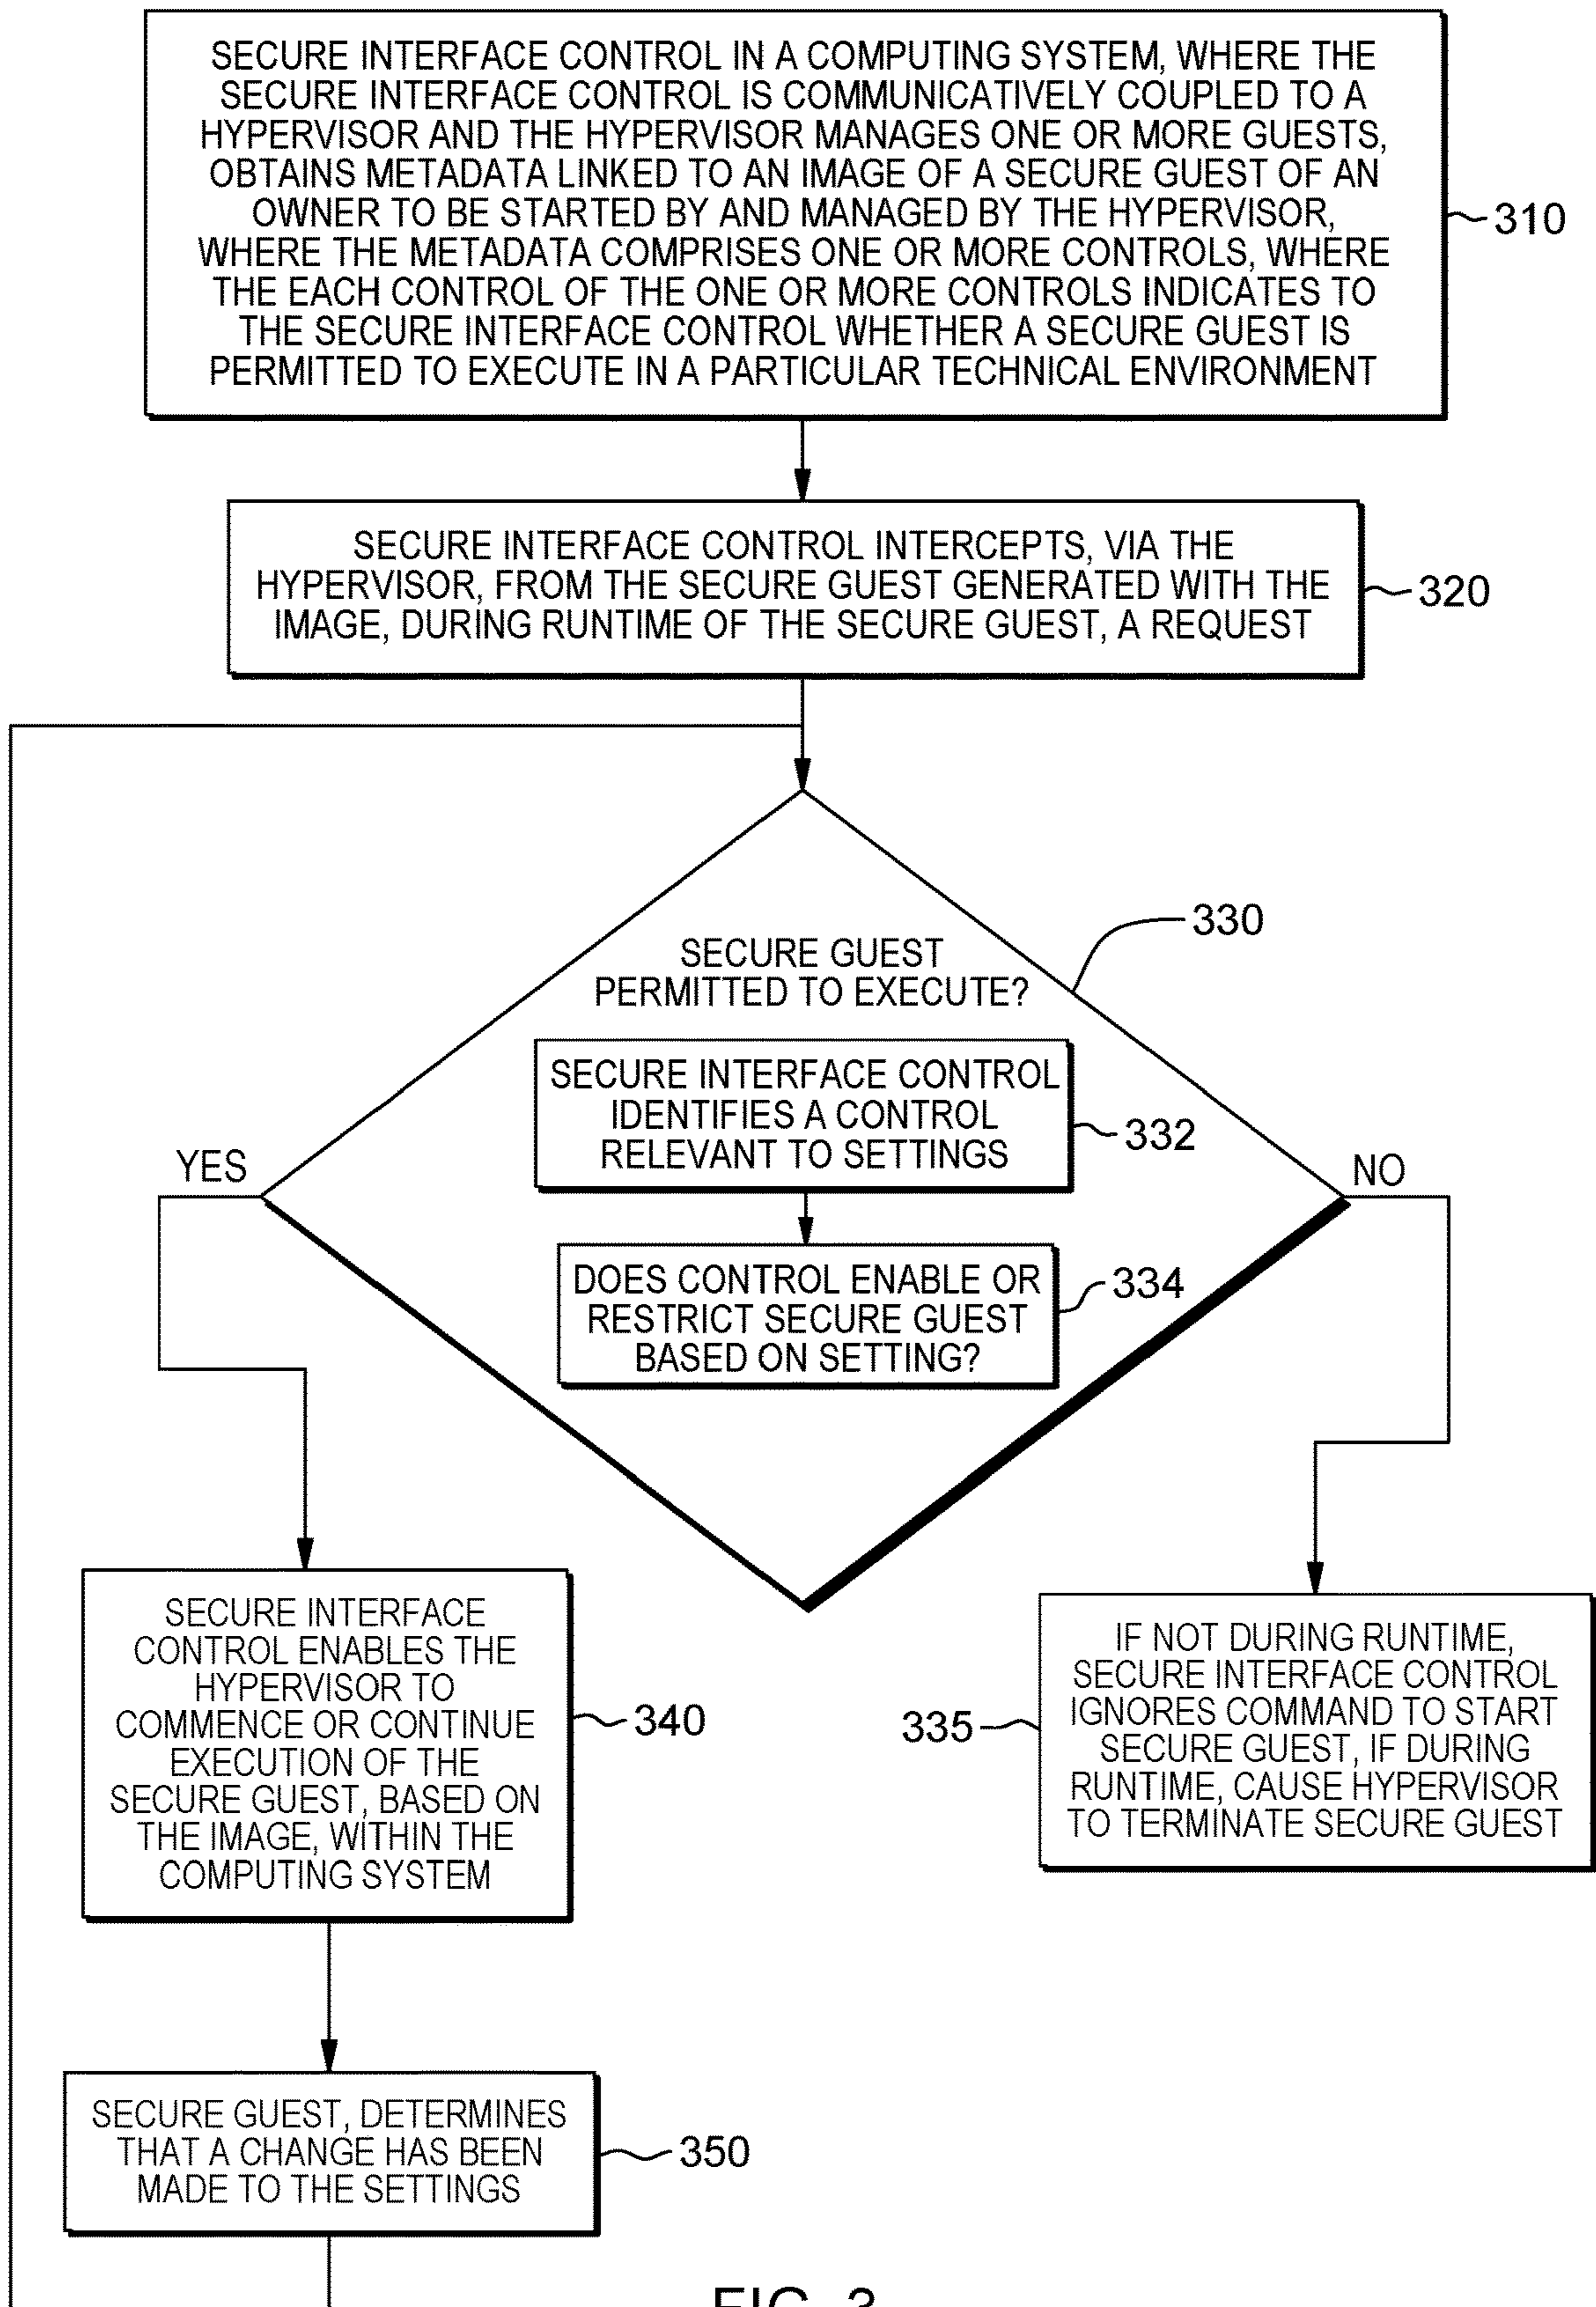 SECURE INTERFACE CONTROL IN A COMPUTING SYSTEM, WHERE THE
SECURE INTERFACE CONTROL IS COMMUNICATIVELY COUPLED TO A
HYPERVISOR AND THE HYPERVISOR MANAGES ONE OR MORE GUESTS,
OBTAINS METADATA LINKED TO AN IMAGE OF A SECURE GUEST OF AN
OWNER TO BE STARTED BY AND MANAGED BY THE HYPERVISOR,
WHERE THE METADATA COMPRISES ONE OR MORE CONTROLS, WHERE
THE EACH CONTROL OF THE ONE OR MORE CONTROLS INDICATES TO
THE SECURE INTERFACE CONTROL WHETHER A SECURE GUEST IS
PERMITTED TO EXECUTE IN A PARTICULAR TECHNICAL ENVIRONMENT
310
SECURE INTERFACE CONTROL INTERCEPTS, VIA THE
HYPERVISOR, FROM THE SECURE GUEST GENERATED WITH THE
IMAGE, DURING RUNTIME OF THE SECURE GUEST, A REQUEST
320
330
SECURE GUEST
PERMITTED TO EXECUTE?
SECURE INTERFACE CONTROL
IDENTIFIES A CONTROL
RELEVANT TO SETTINGS
332
YES
NO
DOES CONTROL ENABLE OR
RESTRICT SECURE GUEST
BASED ON SETTING?
334
SECURE INTERFACE
CONTROL ENABLES THE
HYPERVISOR TO
COMMENCE OR CONTINUE
EXECUTION OF THE
SECURE GUEST, BASED ON
THE IMAGE, WITHIN THE
COMPUTING SYSTEM
340
335
IF NOT DURING RUNTIME,
SECURE INTERFACE CONTROL
IGNORES COMMAND TO START
SECURE GUEST, IF DURING
RUNTIME, CAUSE HYPERVISOR
TO TERMINATE SECURE GUEST
SECURE GUEST, DETERMINES
THAT A CHANGE HAS BEEN
MADE TO THE SETTINGS
350
FIG. 3